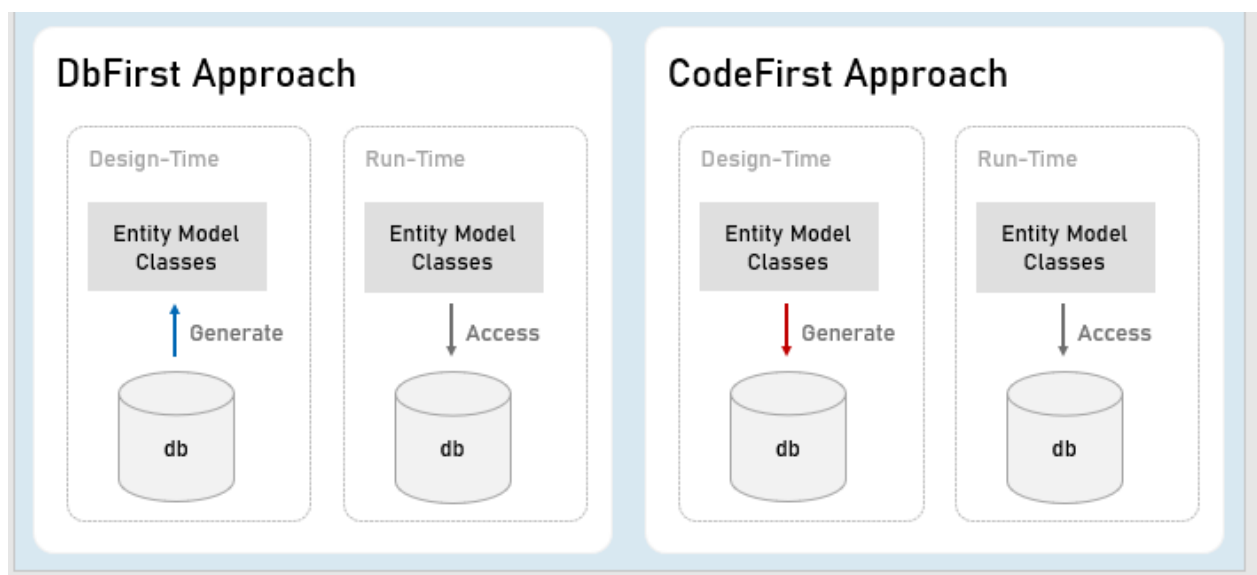 DbFirst Approach
Design-Time
Entity Model
Classes
Generate
db
Run-Time
Entity Model
Classes
Access
db
CodeFirst Approach
Design-Time
Entity Model
Classes
Generate
db
Run-Time
Entity Model
Classes
Access
db